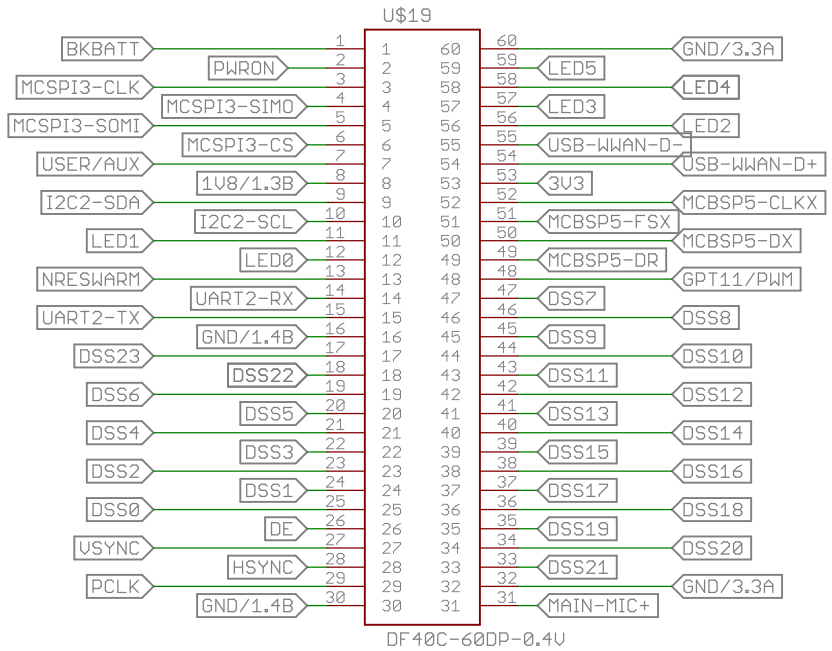 U$19
BKBATT 1 1 60 60 GND/3.3A
PWRON 2 2 59 59 LED5
MCSPI3-CLK 3 3 58 58 LED4
MCSPI3-SIMO 4 4 57 57 LED3
MCSPI3-SOMI 5 5 56 56 LED2
MCSPI3-CS 6 6 55 55 USB-WWAN-D-
USER/AUX 7 7 54 54 USB-WWAN-D+
1V8/1.3B 8 8 53 53 3V3
I2C2-SDA 9 9 52 52 MCBSP5-CLKX
I2C2-SCL 10 10 51 51 MCBSP5-FSX
LED1 11 11 50 50 MCBSP5-DX
LED0 12 12 49 49 MCBSP5-DR
NRESWARM 13 13 48 48 GPT11/PWM
UART2-RX 14 14 47 47 DSS7
UART2-TX 15 15 46 46 DSS8
GND/1.4B 16 16 45 45 DSS9
DSS23 17 17 44 44 DSS10
DSS22 18 18 43 43 DSS11
DSS6 19 19 42 42 DSS12
DSS5 20 20 41 41 DSS13
DSS4 21 21 40 40 DSS14
DSS3 22 22 39 39 DSS15
DSS2 23 23 38 38 DSS16
DSS1 24 24 37 37 DSS17
DSS0 25 25 36 36 DSS18
DE 26 26 35 35 DSS19
VSYNC 27 27 34 34 DSS20
HSYNC 28 28 33 33 DSS21
PCLK 29 29 32 32 GND/3.3A
GND/1.4B 30 30 31 31 MAIN-MIC+
DF40C-60DP-0.4V